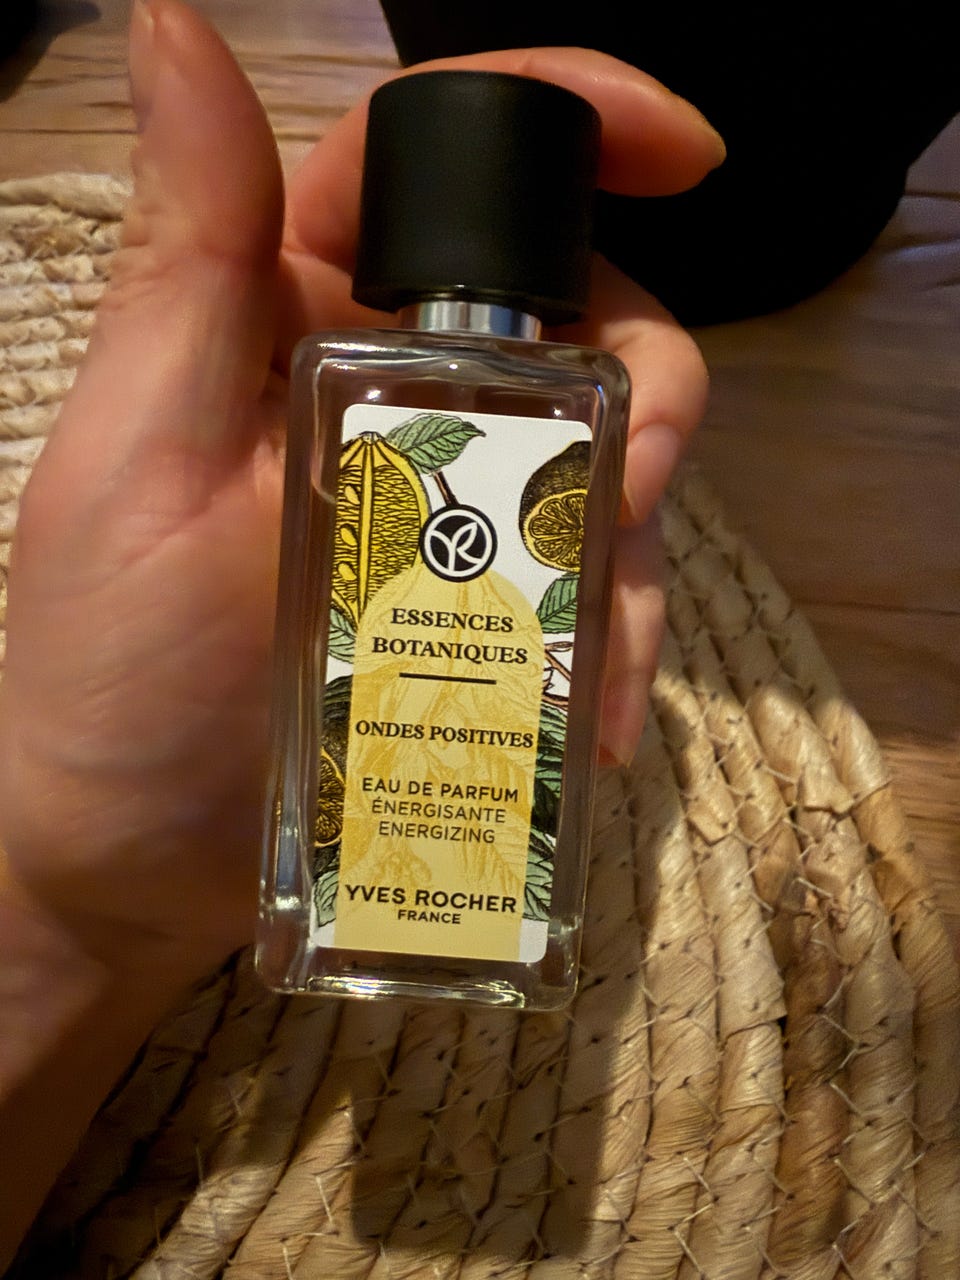 ESSENCES
BOTANIQUES
ONDES POSITIVES
EAU DE PARFUM
ÉNERGISANTE
ENERGIZING
YVES ROCHER
FRANCE